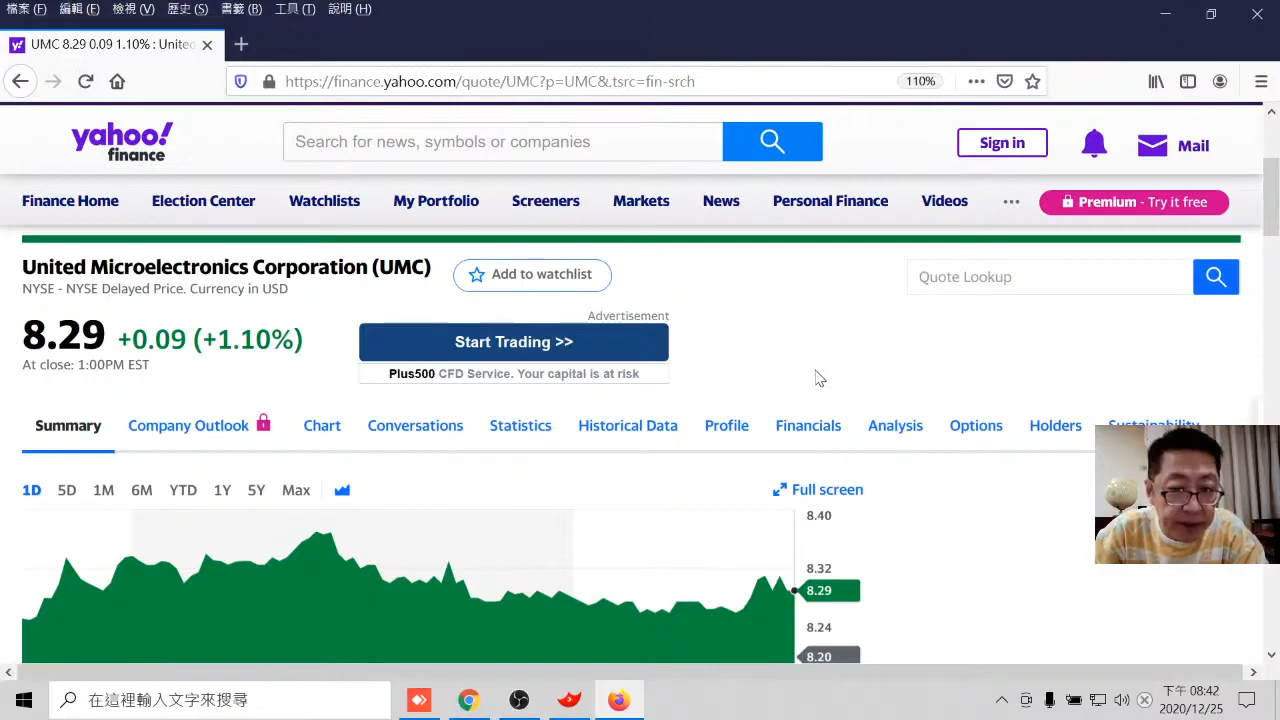 檔案 (F) 編輯 (E) 檢視 (V) 歷史 (S) 書籤 (B) 工具 (T) 說明 (H)
UMC 8.29 0.09 1.10% : United
https://finance.yahoo.com/quote/UMC?p=UMC&.tsrc=fin-srch
110%
yahoo!
finance
Search for news, symbols or companies
Sign in
Mail
Finance Home Election Center Watchlists My Portfolio Screeners Markets News Personal Finance Videos
Premium - Try it free
United Microelectronics Corporation (UMC)
Add to watchlist
Quote Lookup
NYSE - NYSE Delayed Price. Currency in USD
Advertisement
8.29 +0.09 (+1.10%)
Start Trading >>
At close: 1:00PM EST
Plus500 CFD Service. Your capital is at risk
Summary Company Outlook Chart Conversations Statistics Historical Data Profile Financials Analysis Options Holders Sustainability
1D 5D 1M 6M YTD 1Y 5Y Max
Full screen
8.40
8.32
8.29
8.24
8.20
在這裡輸入文字來搜尋
下午 08:42
2020/12/25